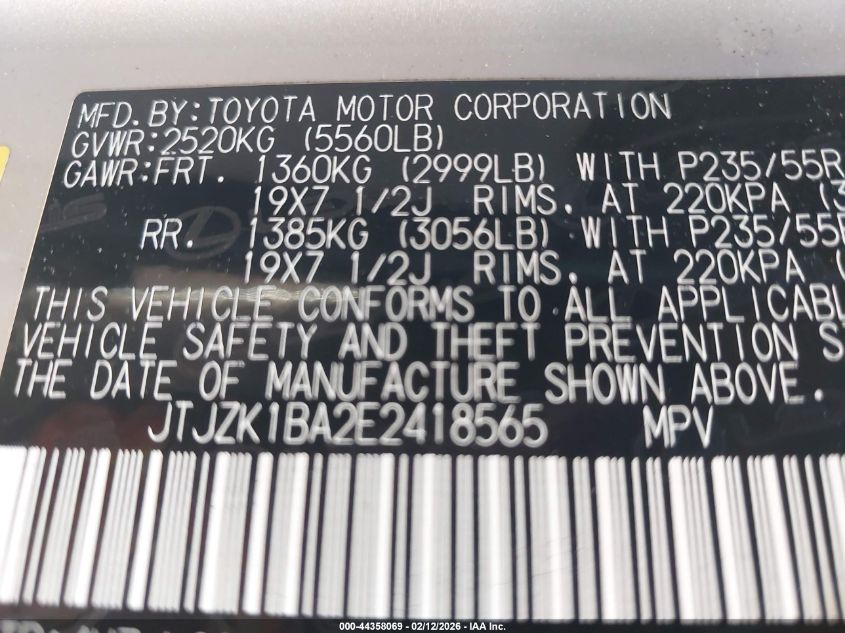 MFD. BY: TOYOTA MOTOR CORPORATION
GVWR: 2520KG (5560LB)
GAWR: FRT. 1360KG (2999LB) WITH P235/55R
19X7 1/2J RIMS. AT 220KPA (3
RR. 1385KG (3056LB) WITH P235/55R
19X7 1/2J RIMS. AT 220KPA (
THIS VEHICLE CONFORMS TO ALL APPLICABL
VEHICLE SAFETY AND THEFT PREVENTION S
THE DATE OF MANUFACTURE SHOWN ABOVE.
JTJZK1BA2E2418565 MPV
000-44358069 - 02/12/2026 - IAA Inc.